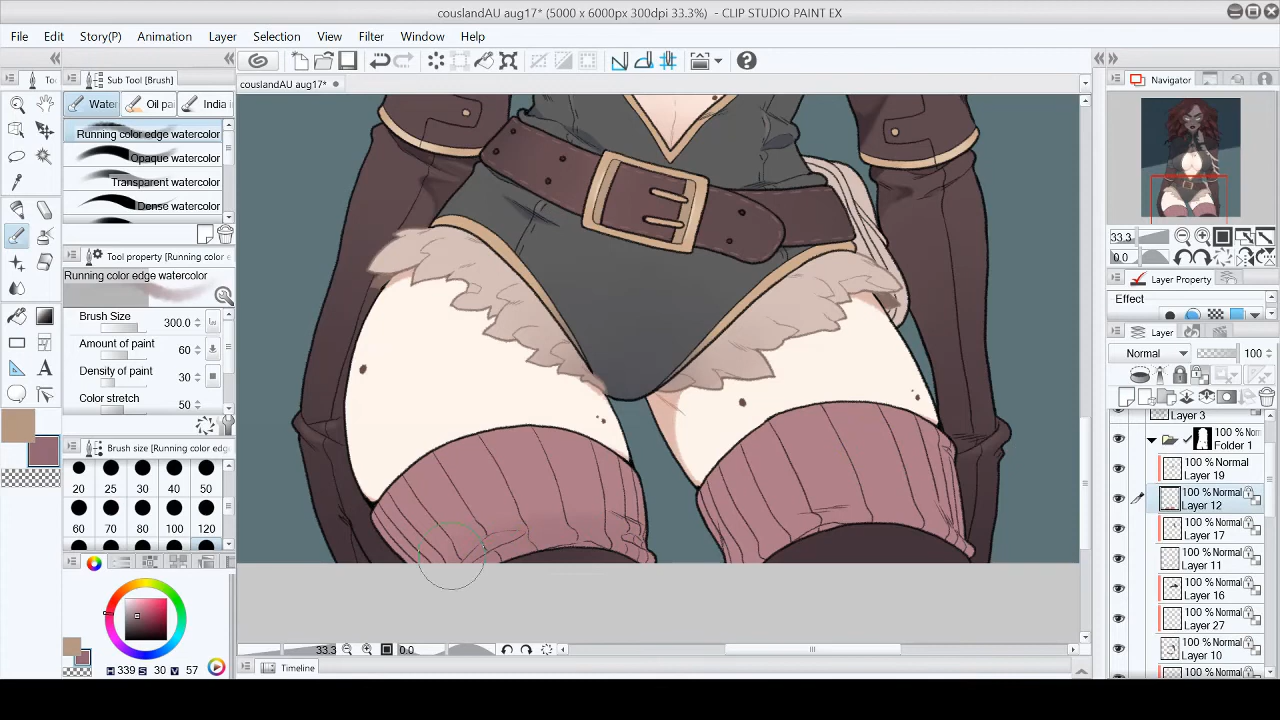 couslandAU aug17* (5000 x 6000px 300dpi 33.3%) - CLIP STUDIO PAINT EX
File Edit Story(P) Animation Layer Selection View Filter Window Help
Sub Tool [Brush]
couslandAU aug17*
Navigator
Water
Oil pa
India i
Running color edge watercolor
Opaque watercolor
Transparent watercolor
Dense watercolor
33.3
0.0
Tool property [Running color
Running color edge watercolor
Layer Property
Effect
Brush Size 300.0
Amount of paint 60
Density of paint 30
Color stretch 50
Layer
Normal 100
Layer 3
Folder 1
Brush size [Running color edg
100 %Normal
Layer 19
20 25 30 40 50
100 %Normal
Layer 12
60 70 80 100 120
100 %Normal
Layer 17
100 %Normal
Layer 11
100 %Normal
Layer 16
100 %Normal
Layer 27
100 %Normal
Layer 10
100 %Normal
33.3 0.0
Timeline
H 339 S 30 V 57